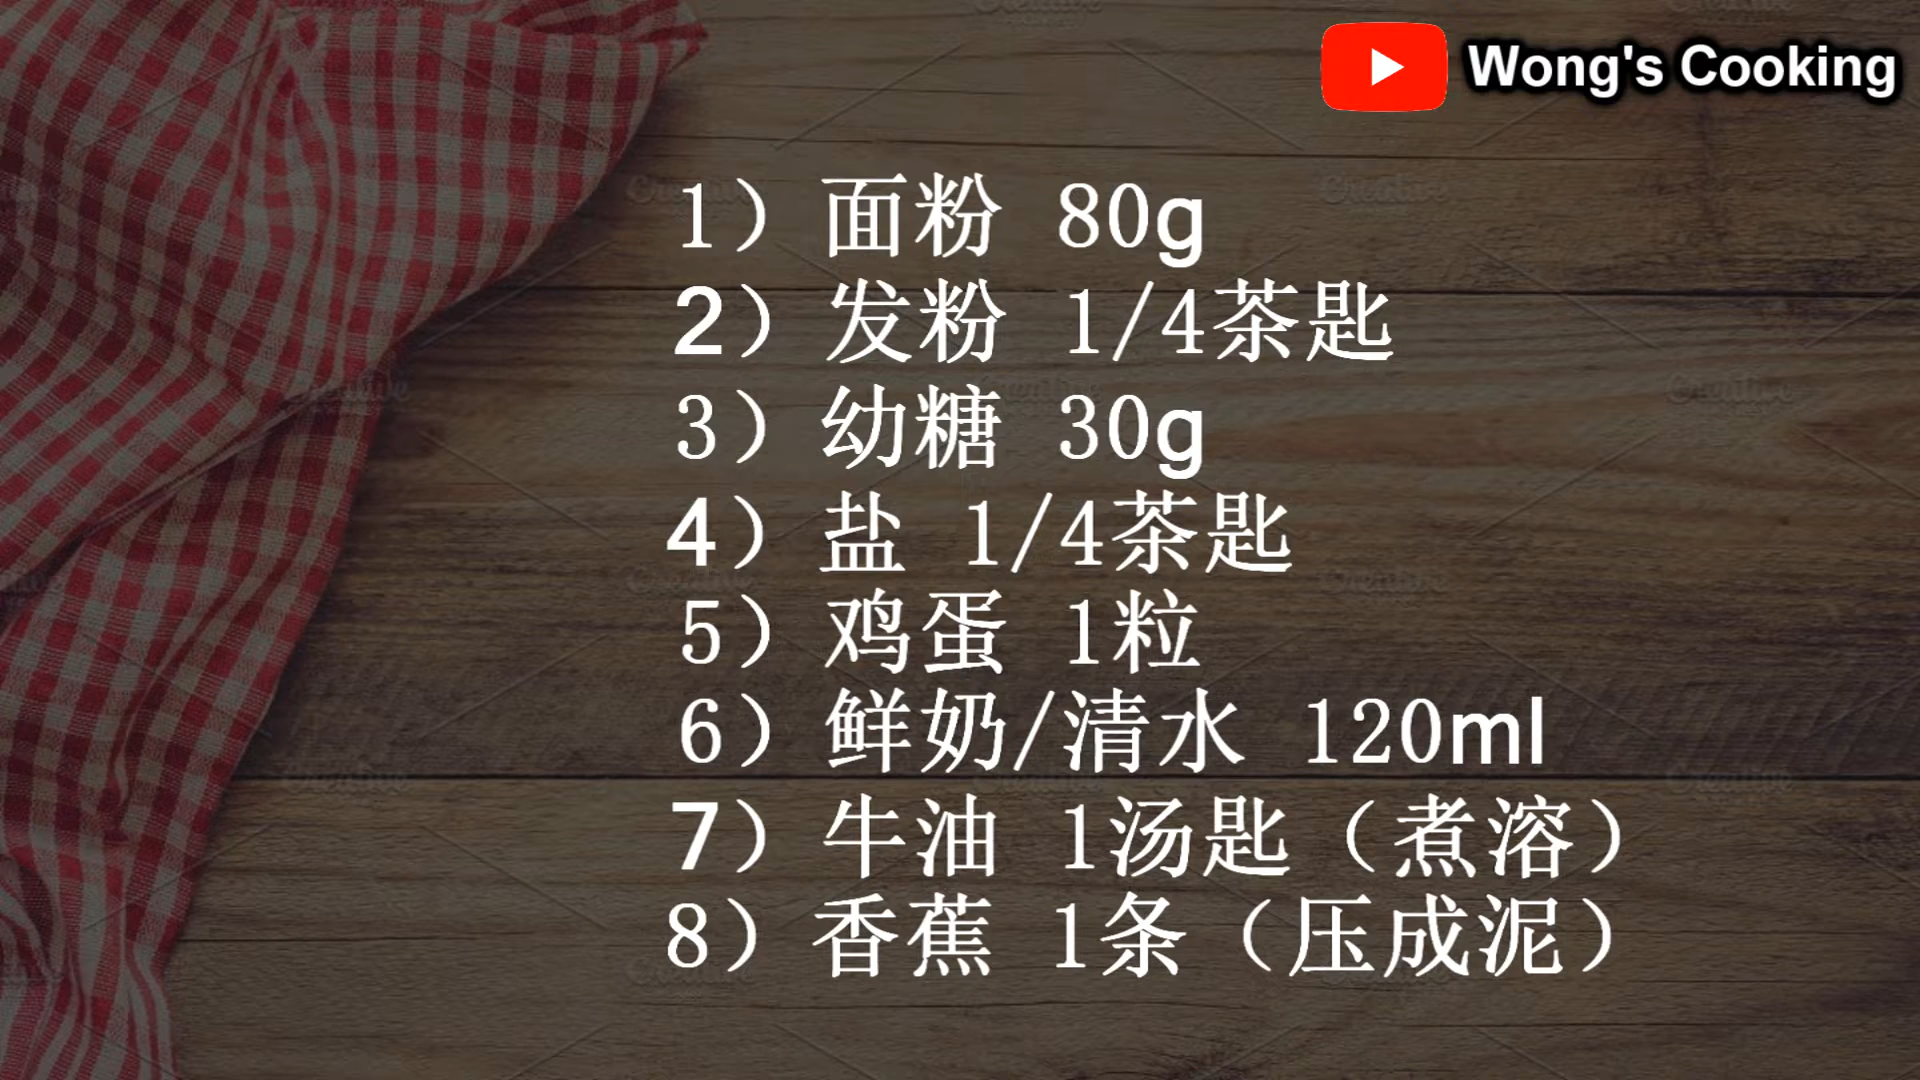 Wong's Cooking
1）面粉 80g
2）发粉 1/4茶匙
3）幼糖 30g
4）盐 1/4茶匙
5）鸡蛋 1粒
6）鲜奶/清水 120ml
7）牛油 1汤匙（煮溶）
8）香蕉 1条（压成泥）